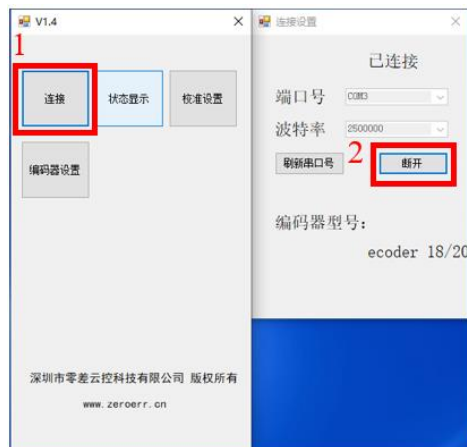 V1.4
1
连接
状态显示
校准设置
编码器设置
深圳市零差云控科技有限公司 版权所有
www.zeroerr.cn
连接设置
已连接
端口号 COM3
波特率 2500000
刷新串口号
2
断开
编码器型号:
ecoder 18/20